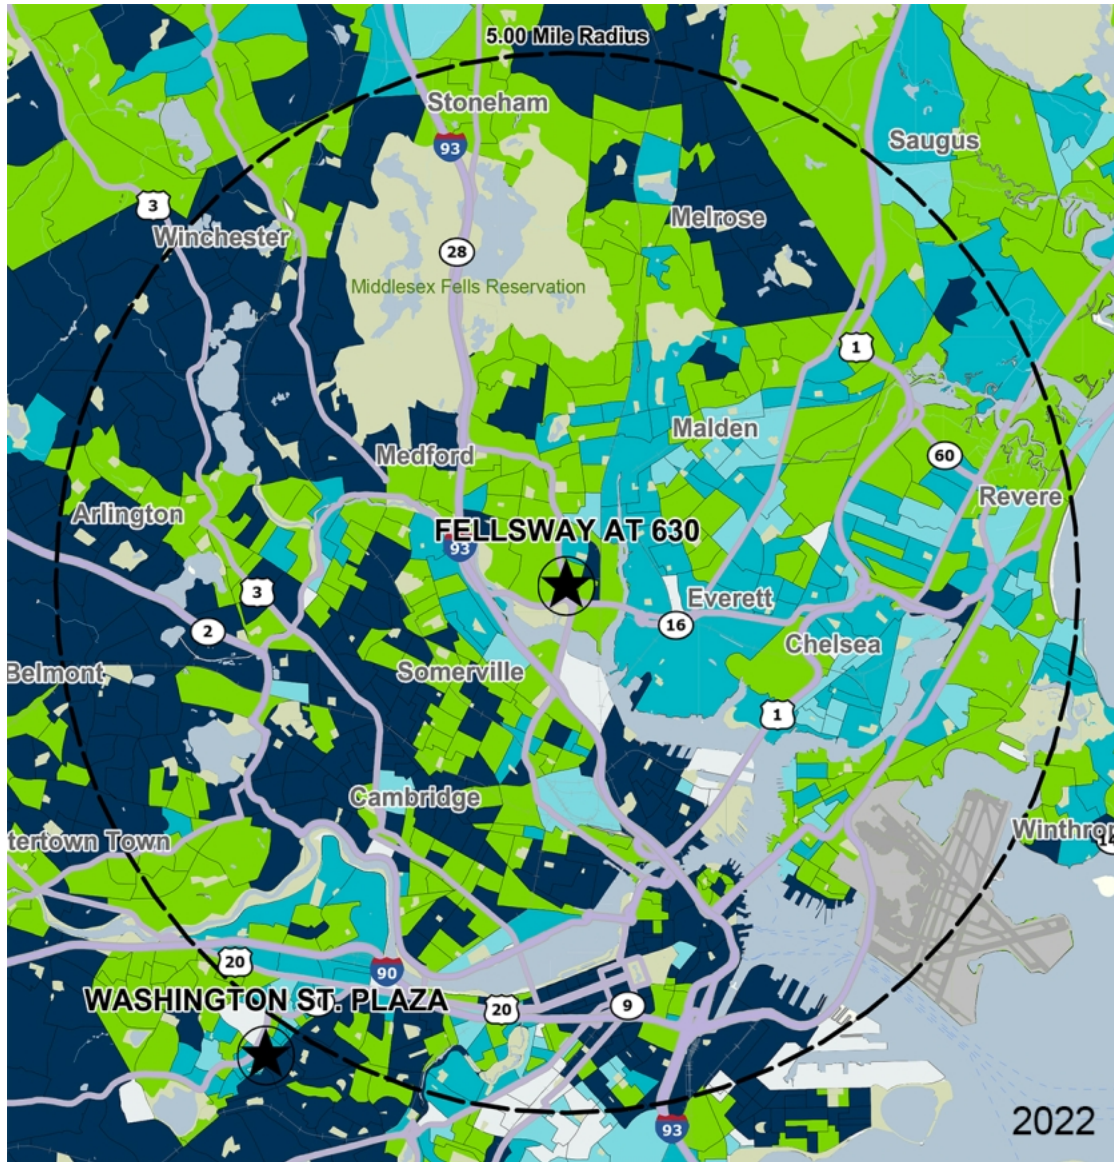 5.00 Mile Radius
Stoneham
93
Saugus
3
Melrose
Winchester
28
Middlesex Fells Reservation
1
Malden
Medford
60
Revere
Arlington
FELLSWAY AT 630
93
3
Everett
16
2
Chelsea
Belmont
Somerville
1
Cambridge
Winthrop
tertown Town
14
20
90
WASHINGTON ST. PLAZA
20
9
2022
93